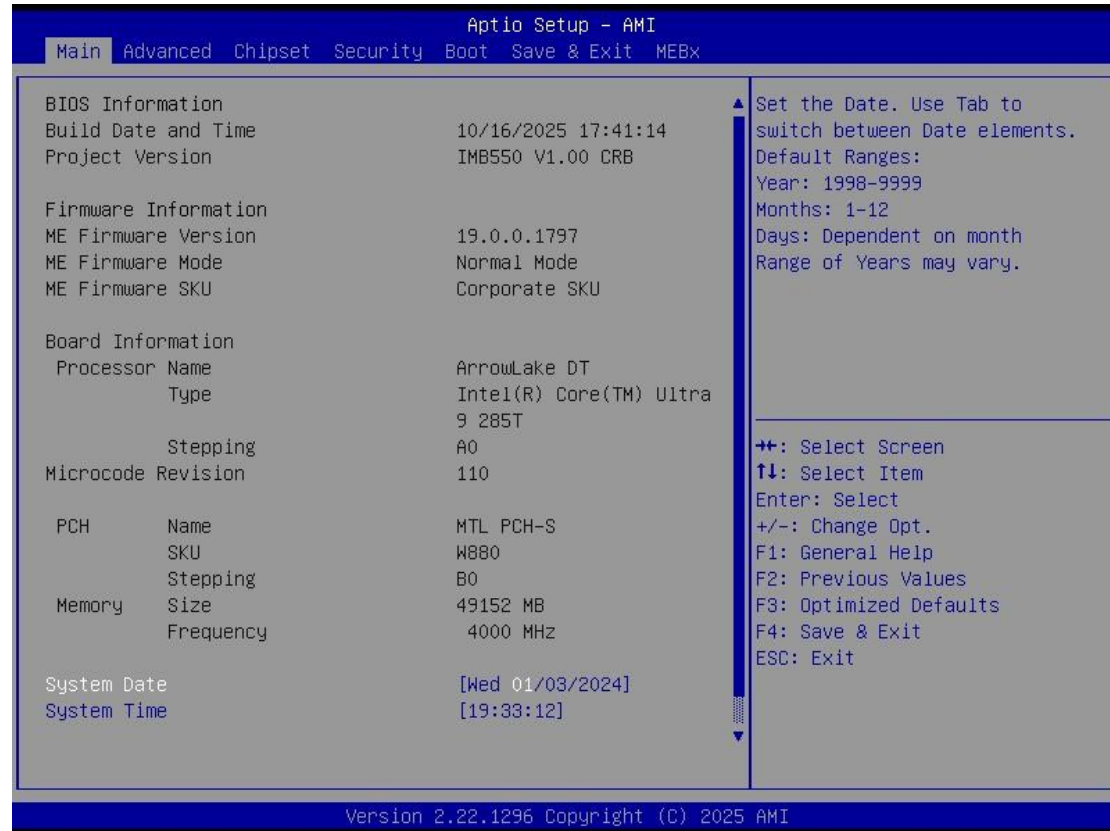 Aptio Setup - AMI
Main Advanced Chipset Security Boot Save & Exit MEBx
BIOS Information
Build Date and Time 10/16/2025 17:41:14
Project Version IMB550 V1.00 CRB
Firmware Information
ME Firmware Version 19.0.0.1797
ME Firmware Mode Normal Mode
ME Firmware SKU Corporate SKU
Board Information
Processor Name ArrowLake DT
Type Intel(R) Core(TM) Ultra
9 285T
Stepping A0
Microcode Revision 110
PCH Name MTL PCH-S
SKU W880
Stepping B0
Memory Size 49152 MB
Frequency 4000 MHz
System Date [Wed 01/03/2024]
System Time [19:33:12]
Set the Date. Use Tab to
switch between Date elements.
Default Ranges:
Year: 1998-9999
Months: 1-12
Days: Dependent on month
Range of Years may vary.
→←: Select Screen
↑↓: Select Item
Enter: Select
+/-: Change Opt.
F1: General Help
F2: Previous Values
F3: Optimized Defaults
F4: Save & Exit
ESC: Exit
Version 2.22.1296 Copyright (C) 2025 AMI